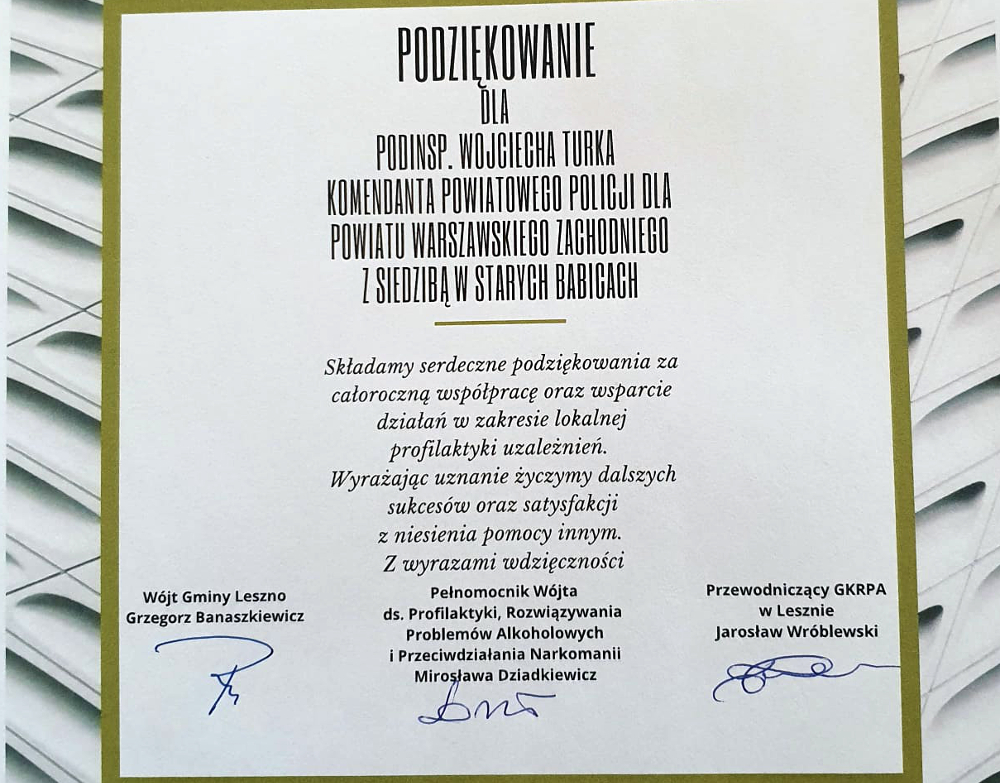 PODZIĘKOWANIE
DLA
PODINSP. WOJCIECHA TURKA
KOMENDANTA POWIATOWEGO POLICJI DLA
POWIATU WARSZAWSKIEGO ZACHODNIEGO
Z SIEDZIBĄ W STARYCH BABICACH
Składamy serdeczne podziękowania za
całoroczną współpracę oraz wsparcie
działań w zakresie lokalnej
profilaktyki uzależnień.
Wyrażając uznanie życzymy dalszych
sukcesów oraz satysfakcji
z niesienia pomocy innym.
Z wyrazami wdzięczności
Wójt Gminy Leszno
Grzegorz Banaszkiewicz
Pełnomocnik Wójta
ds. Profilaktyki, Rozwiązywania
Problemów Alkoholowych
i Przeciwdziałania Narkomanii
Mirosława Dziadkiewicz
Przewodniczący GKRPA
w Lesznie
Jarosław Wróblewski